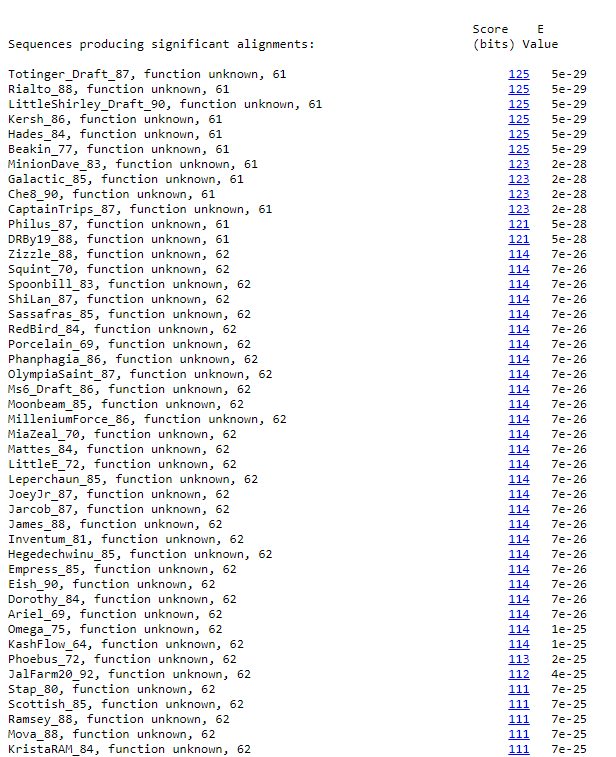 Score E
Sequences producing significant alignments: (bits) Value
Totinger_Draft_87, function unknown, 61 125 5e-29
Rialto_88, function unknown, 61 125 5e-29
LittleShirley_Draft_90, function unknown, 61 125 5e-29
Kersh_86, function unknown, 61 125 5e-29
Hades_84, function unknown, 61 125 5e-29
Beakin_77, function unknown, 61 125 5e-29
MinionDave_83, function unknown, 61 123 2e-28
Galactic_85, function unknown, 61 123 2e-28
Che8_90, function unknown, 61 123 2e-28
CaptainTrips_87, function unknown, 61 123 2e-28
Philus_87, function unknown, 61 121 5e-28
DRBy19_88, function unknown, 61 121 5e-28
Zizzle_88, function unknown, 62 114 7e-26
Squint_70, function unknown, 62 114 7e-26
Spoonbill_83, function unknown, 62 114 7e-26
ShiLan_87, function unknown, 62 114 7e-26
Sassafras_85, function unknown, 62 114 7e-26
RedBird_84, function unknown, 62 114 7e-26
Porcelain_69, function unknown, 62 114 7e-26
Phanphagia_86, function unknown, 62 114 7e-26
OlympiaSaint_87, function unknown, 62 114 7e-26
Ms6_Draft_86, function unknown, 62 114 7e-26
Moonbeam_85, function unknown, 62 114 7e-26
MilleniumForce_86, function unknown, 62 114 7e-26
MiaZeal_70, function unknown, 62 114 7e-26
Mattes_84, function unknown, 62 114 7e-26
LittleE_72, function unknown, 62 114 7e-26
Leperchaun_85, function unknown, 62 114 7e-26
JoeyJr_87, function unknown, 62 114 7e-26
Jarcob_87, function unknown, 62 114 7e-26
James_88, function unknown, 62 114 7e-26
Inventum_81, function unknown, 62 114 7e-26
Hegedechwinu_85, function unknown, 62 114 7e-26
Empress_85, function unknown, 62 114 7e-26
Eish_90, function unknown, 62 114 7e-26
Dorothy_84, function unknown, 62 114 7e-26
Ariel_69, function unknown, 62 114 7e-26
Omega_75, function unknown, 62 114 1e-25
KashFlow_64, function unknown, 62 114 1e-25
Phoebus_72, function unknown, 62 113 2e-25
JalFarm20_92, function unknown, 62 112 4e-25
Stap_80, function unknown, 62 111 7e-25
Scottish_85, function unknown, 62 111 7e-25
Ramsey_88, function unknown, 62 111 7e-25
Mova_88, function unknown, 62 111 7e-25
KristaRAM_84, function unknown, 62 111 7e-25